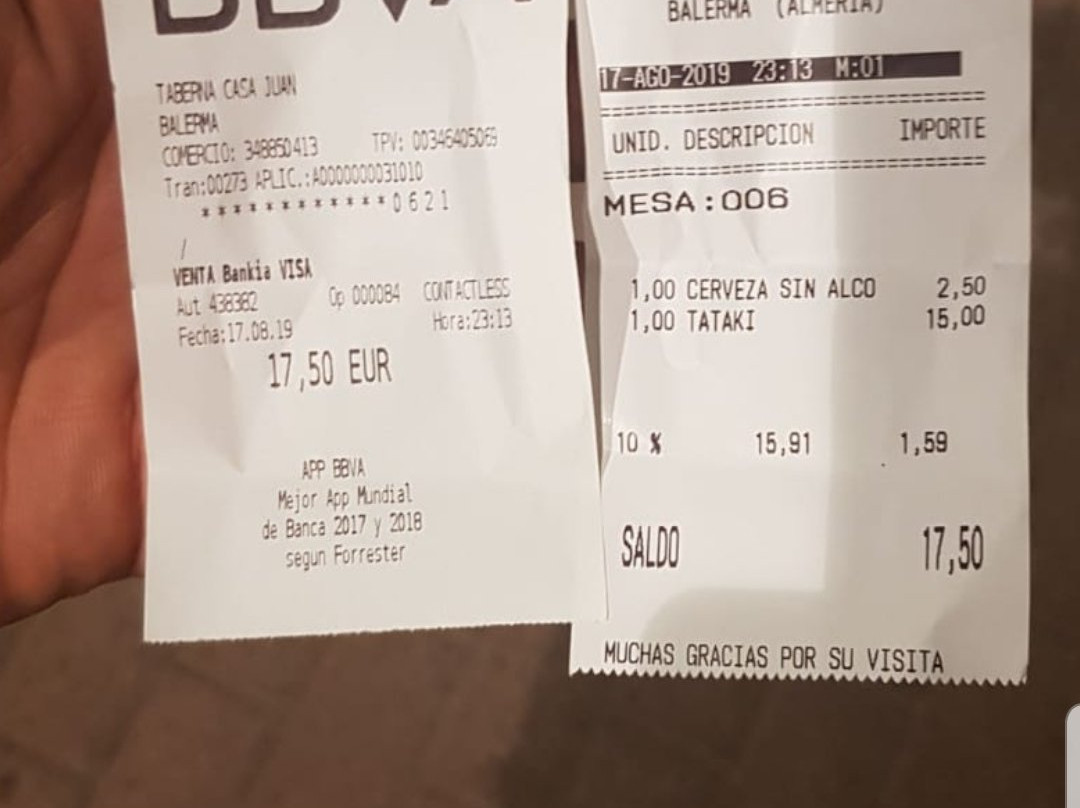 BBVA
TABERNA CASA JUAN
BALERMA
COMERCIO: 348850413 TPV: 00346405069
Tran:00273 APLIC.:A0000000031010
************0621
/
VENTA Bankia VISA
Aut 438382 Op 000084 CONTACTLESS
Fecha:17.08.19 Hora:23:13
17,50 EUR
APP BBVA
Mejor App Mundial
de Banca 2017 y 2018
segun Forrester
BALERMA (ALMERIA)
17-AGO-2019 23:13 M:01
================================
UNID. DESCRIPCION IMPORTE
================================
MESA:006
1,00 CERVEZA SIN ALCO 2,50
1,00 TATAKI 15,00
10 % 15,91 1,59
SALDO 17,50
MUCHAS GRACIAS POR SU VISITA